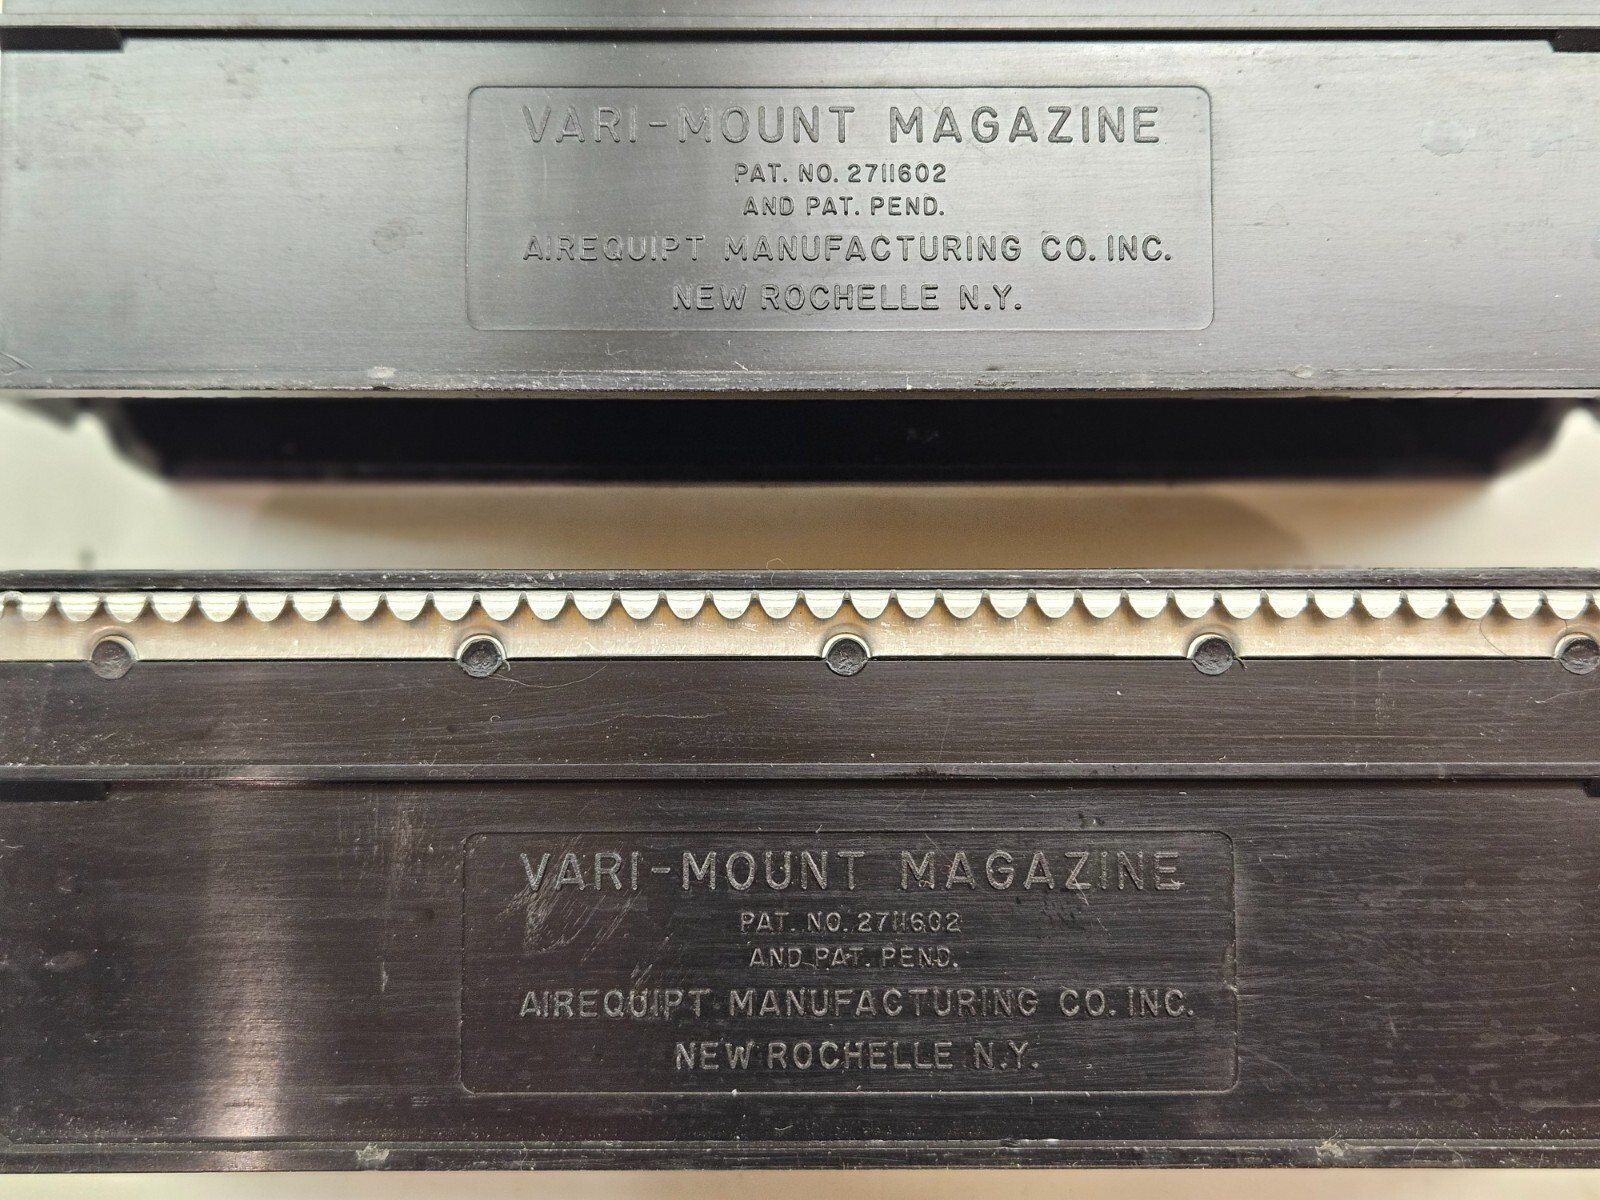 VARI-MOUNT MAGAZINE
PAT. NO. 2711602
AND PAT. PEND.
AIREQUIPT MANUFACTURING CO. INC.
NEW ROCHELLE N.Y.
VARI-MOUNT MAGAZINE
PAT. NO. 2711602
AND PAT. PEND.
AIREQUIPT MANUFACTURING CO. INC.
NEW ROCHELLE N.Y.